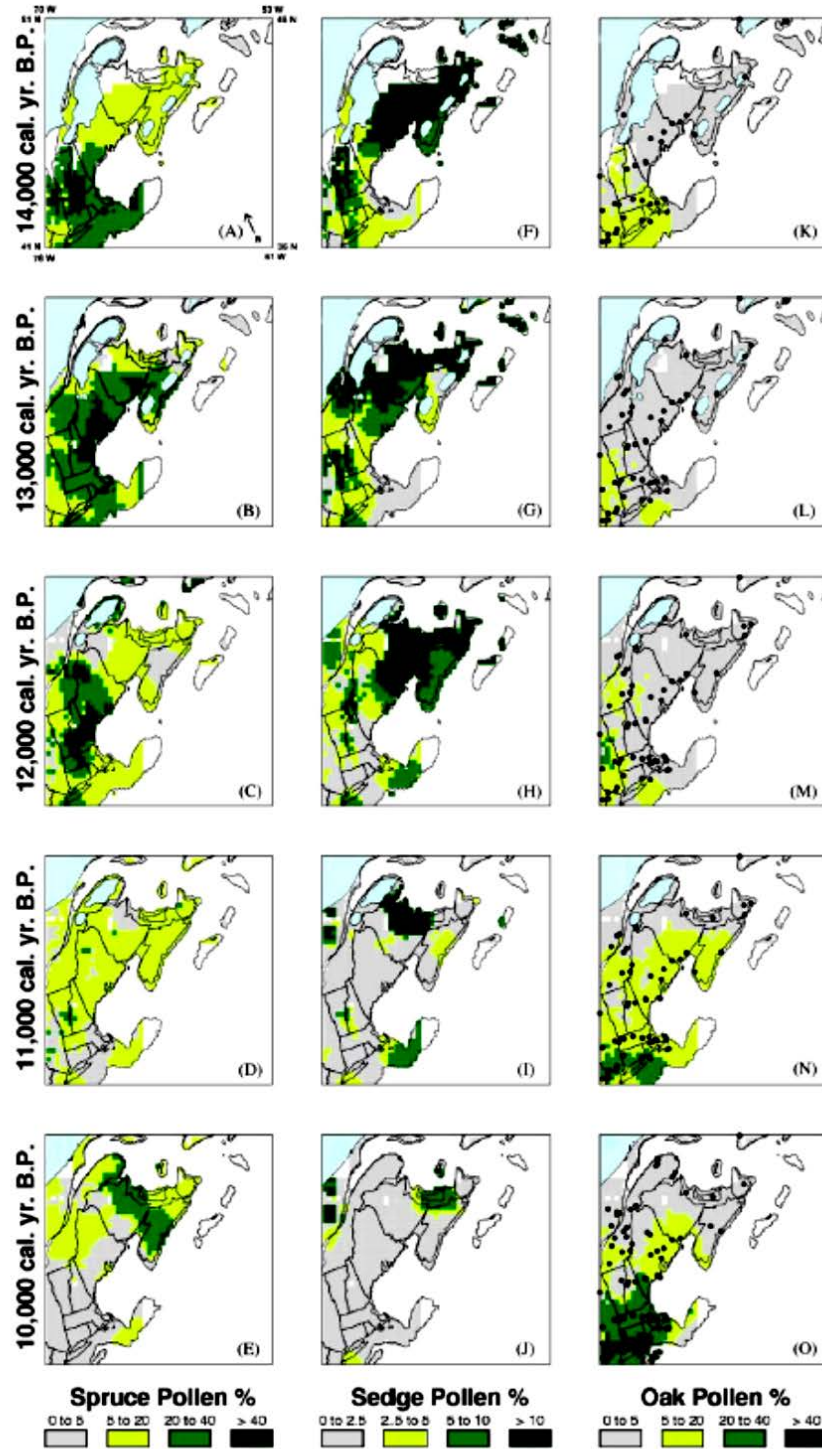 70 W 53 W
51 N 45 N
14,000 cal. yr. B.P.
(A) N (F) (K)
41 N 35 N
76 W 61 W
13,000 cal. yr. B.P.
(B) (G) (L)
12,000 cal. yr. B.P.
(C) (H) (M)
11,000 cal. yr. B.P.
(D) (I) (N)
10,000 cal. yr. B.P.
(E) (J) (O)
Spruce Pollen % Sedge Pollen % Oak Pollen %
0 to 5 5 to 20 20 to 40 > 40 0 to 2.5 2.5 to 5 5 to 10 > 10 0 to 5 5 to 20 20 to 40 > 40